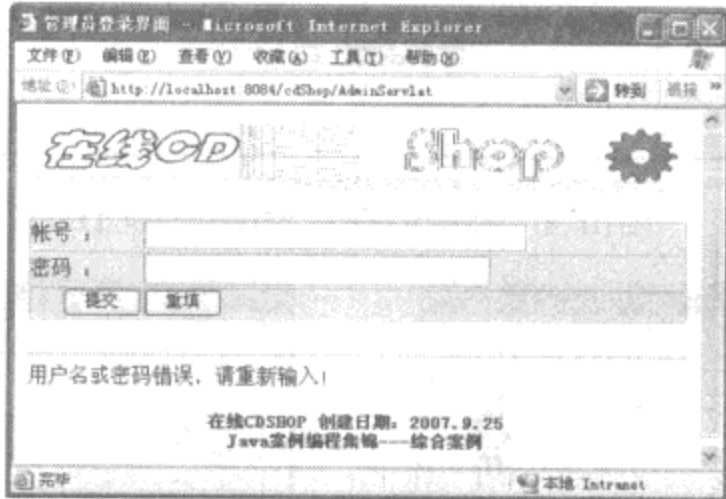 管理员登录界面 - Microsoft Internet Explorer
文件(F) 编辑(E) 查看(V) 收藏(A) 工具(T) 帮助(H)
地址(D) http://localhost:8084/cdShop/AdminServlet 转到 链接 »
在线CD Shop
帐号：
密码：
提交 重填
用户名或密码错误，请重新输入！
在线CDSHOP 创建日期：2007.9.25
Java案例编程集锦---综合案例
完毕 本地 Intranet